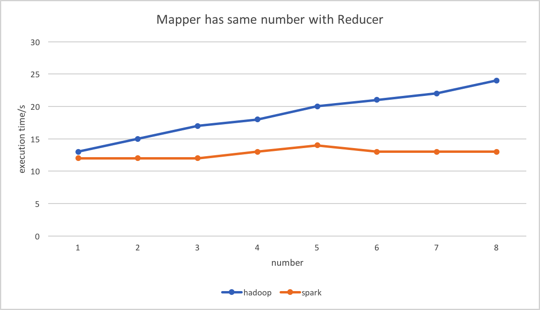 Mapper has same number with Reducer
30
25
20
15
10
5
0
execution time/s
1 2 3 4 5 6 7 8
number
hadoop spark